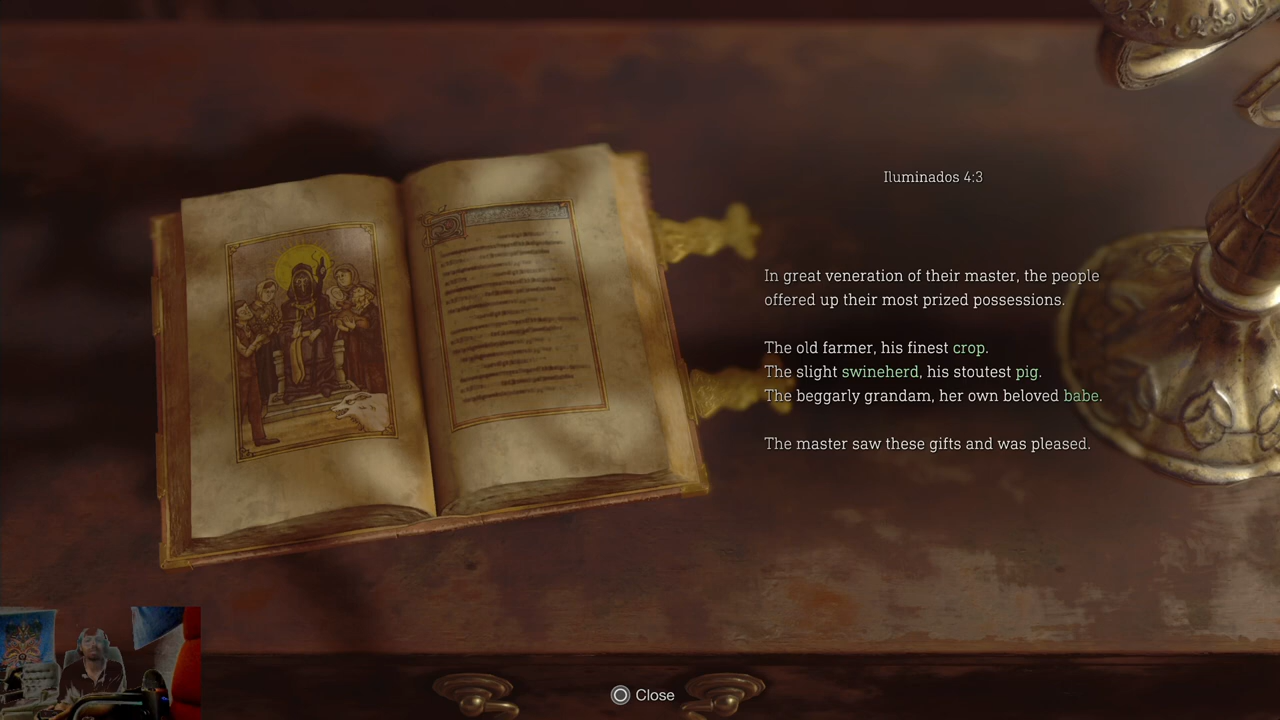 Iluminados 4:3
In great veneration of their master, the people
offered up their most prized possessions.
The old farmer, his finest crop.
The slight swineherd, his stoutest pig.
The beggarly grandam, her own beloved babe.
The master saw these gifts and was pleased.
Close